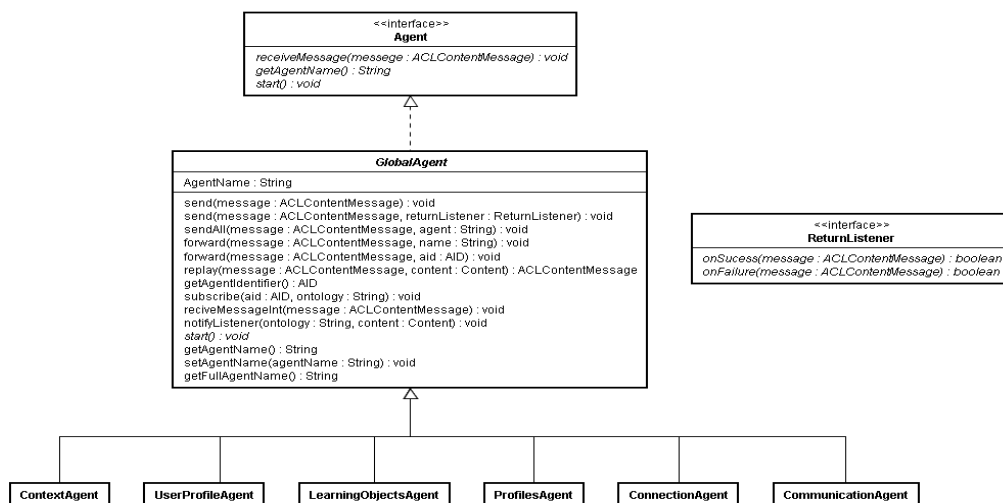 <<interface>>
Agent
receiveMessage(messege : ACLContentMessage) : void
getAgentName() : String
start() : void
GlobalAgent
AgentName : String
send(message : ACLContentMessage) : void
send(message : ACLContentMessage, returnListener : ReturnListener) : void
sendAll(message : ACLContentMessage, agent : String) : void
forward(message : ACLContentMessage, name : String) : void
forward(message : ACLContentMessage, aid : AID) : void
replay(message : ACLContentMessage, content : Content) : ACLContentMessage
getAgentIdentifier() : AID
subscribe(aid : AID, ontology : String) : void
reciveMessageInt(message : ACLContentMessage) : void
notifyListener(ontology : String, content : Content) : void
start() : void
getAgentName() : String
setAgentName(agentName : String) : void
getFullAgentName() : String
<<interface>>
ReturnListener
onSucess(message : ACLContentMessage) : boolean
onFailure(message : ACLContentMessage) : boolean
ContextAgent
UserProfileAgent
LearningObjectsAgent
ProfilesAgent
ConnectionAgent
CommunicationAgent